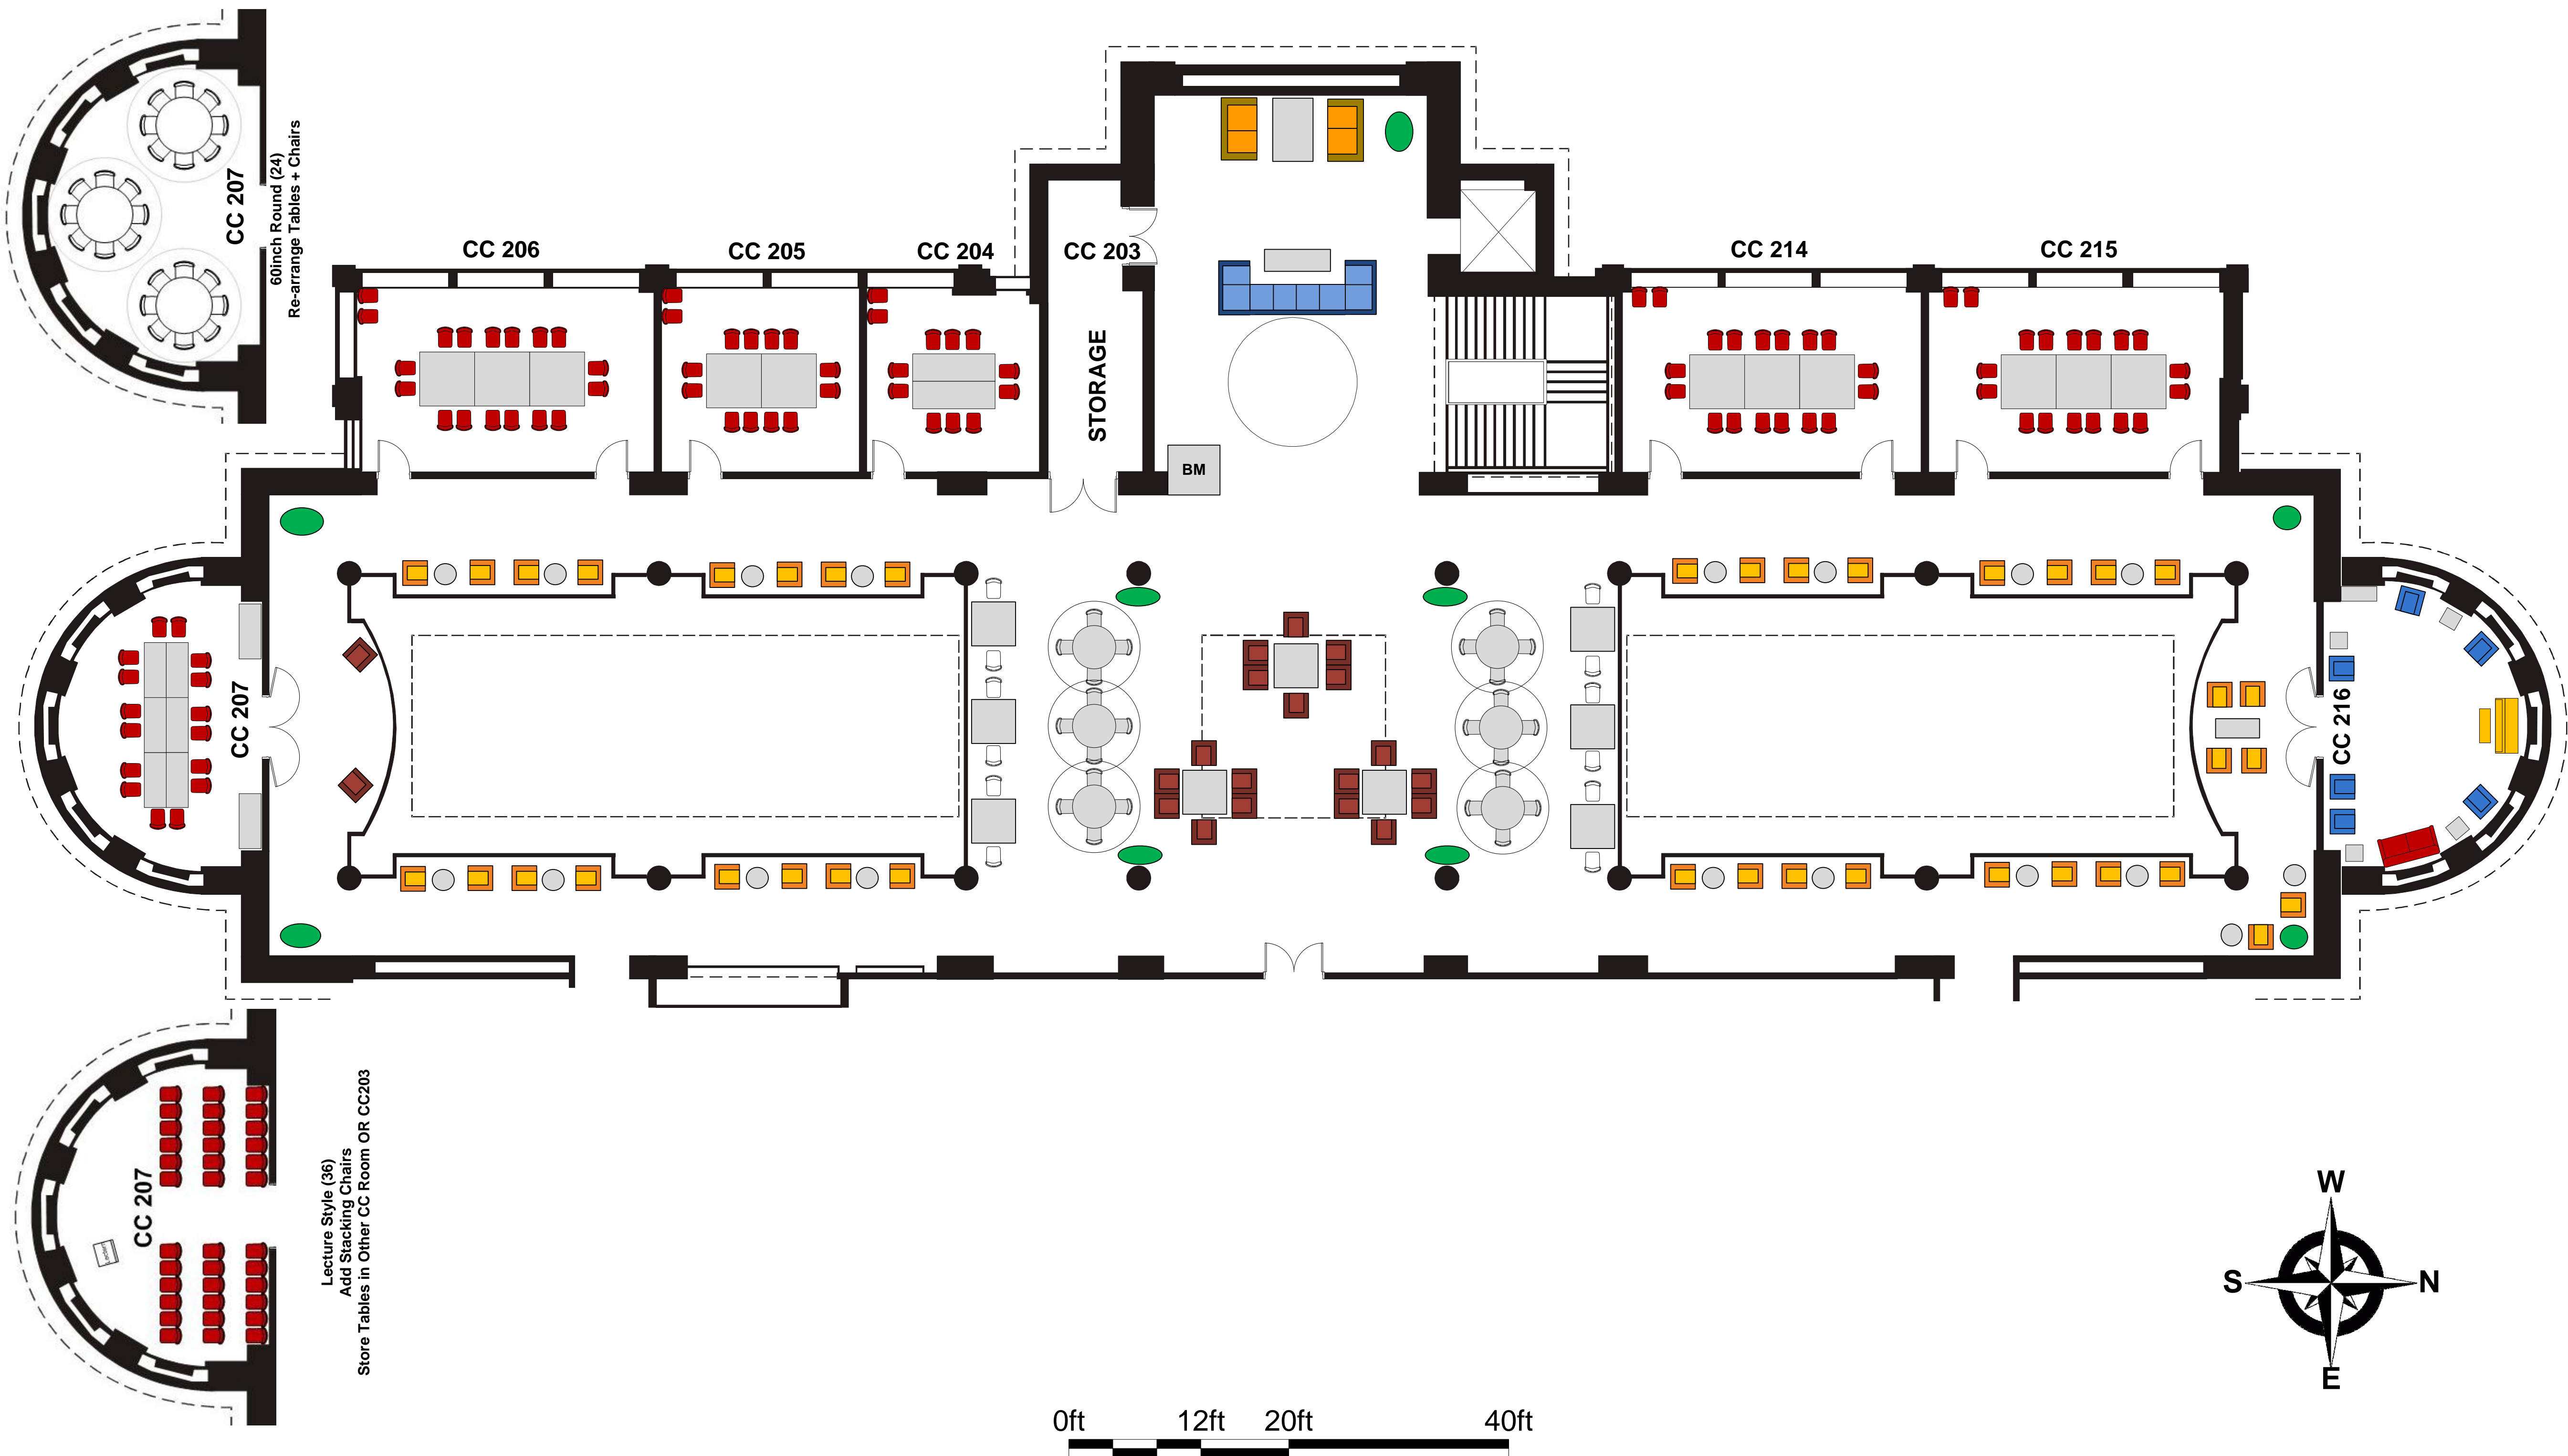 CC 207
60inch Round (24)
Re-arrange Tables + Chairs
CC 206
CC 205
CC 204
CC 203
CC 214
CC 215
STORAGE
BM
CC 207
CC 216
CC 207
Lectern
Lecture Style (36)
Add Stacking Chairs
Store Tables in Other CC Room OR CC203
W
S
N
E
0ft
12ft
20ft
40ft